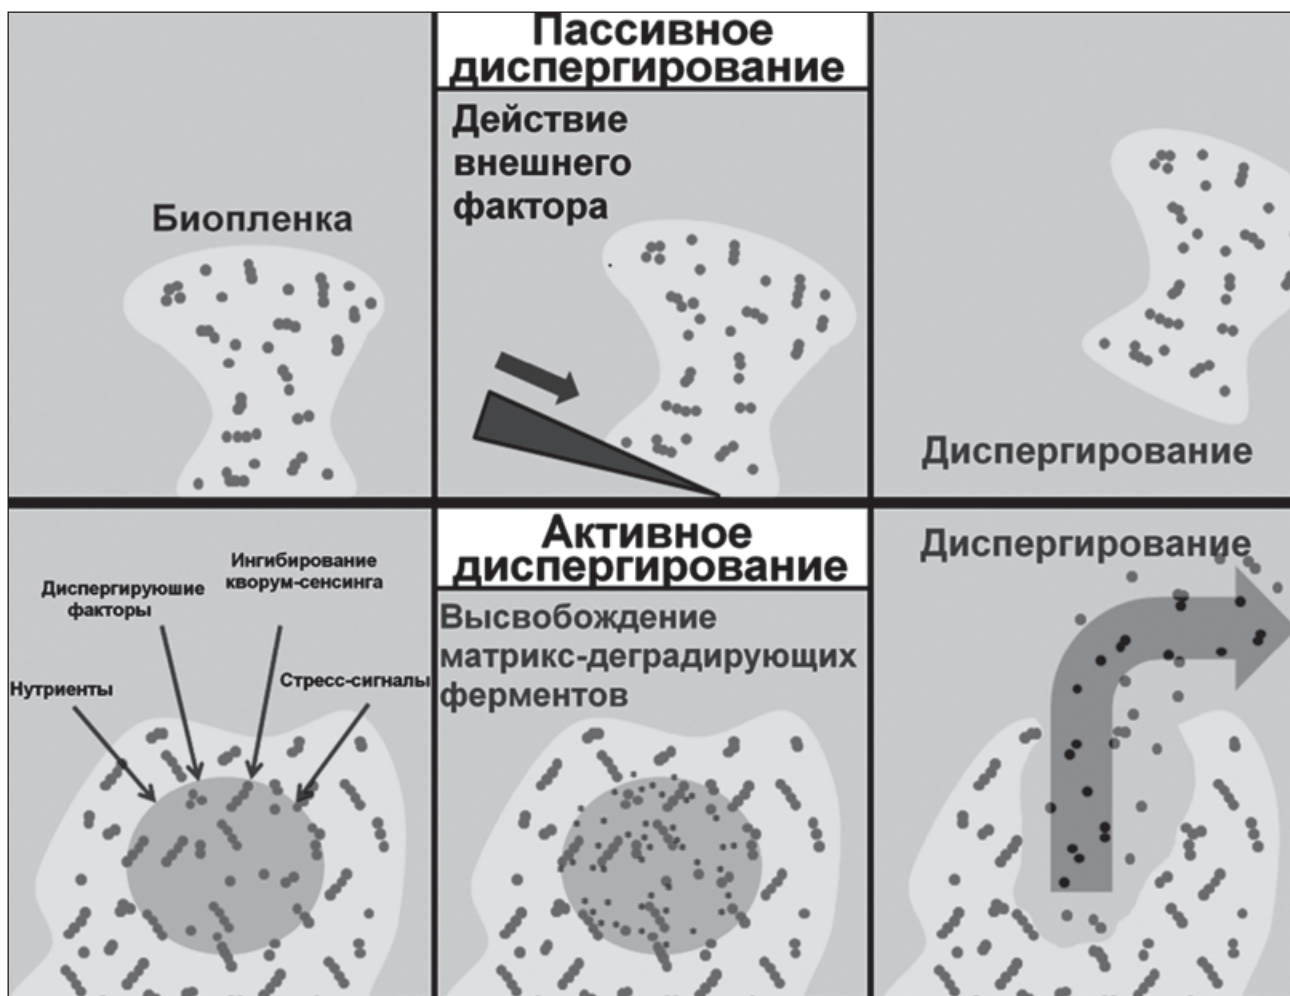 Пассивное
диспергирование
Действие
внешнего
фактора
Биопленка
Диспергирование
Активное
диспергирование
Диспергирование
Ингибирование
кворум-сенсинга
Диспергируюшие
факторы
Стресс-сигналы
Нутриенты
Высвобождение
матрикс-деградирующих
ферментов